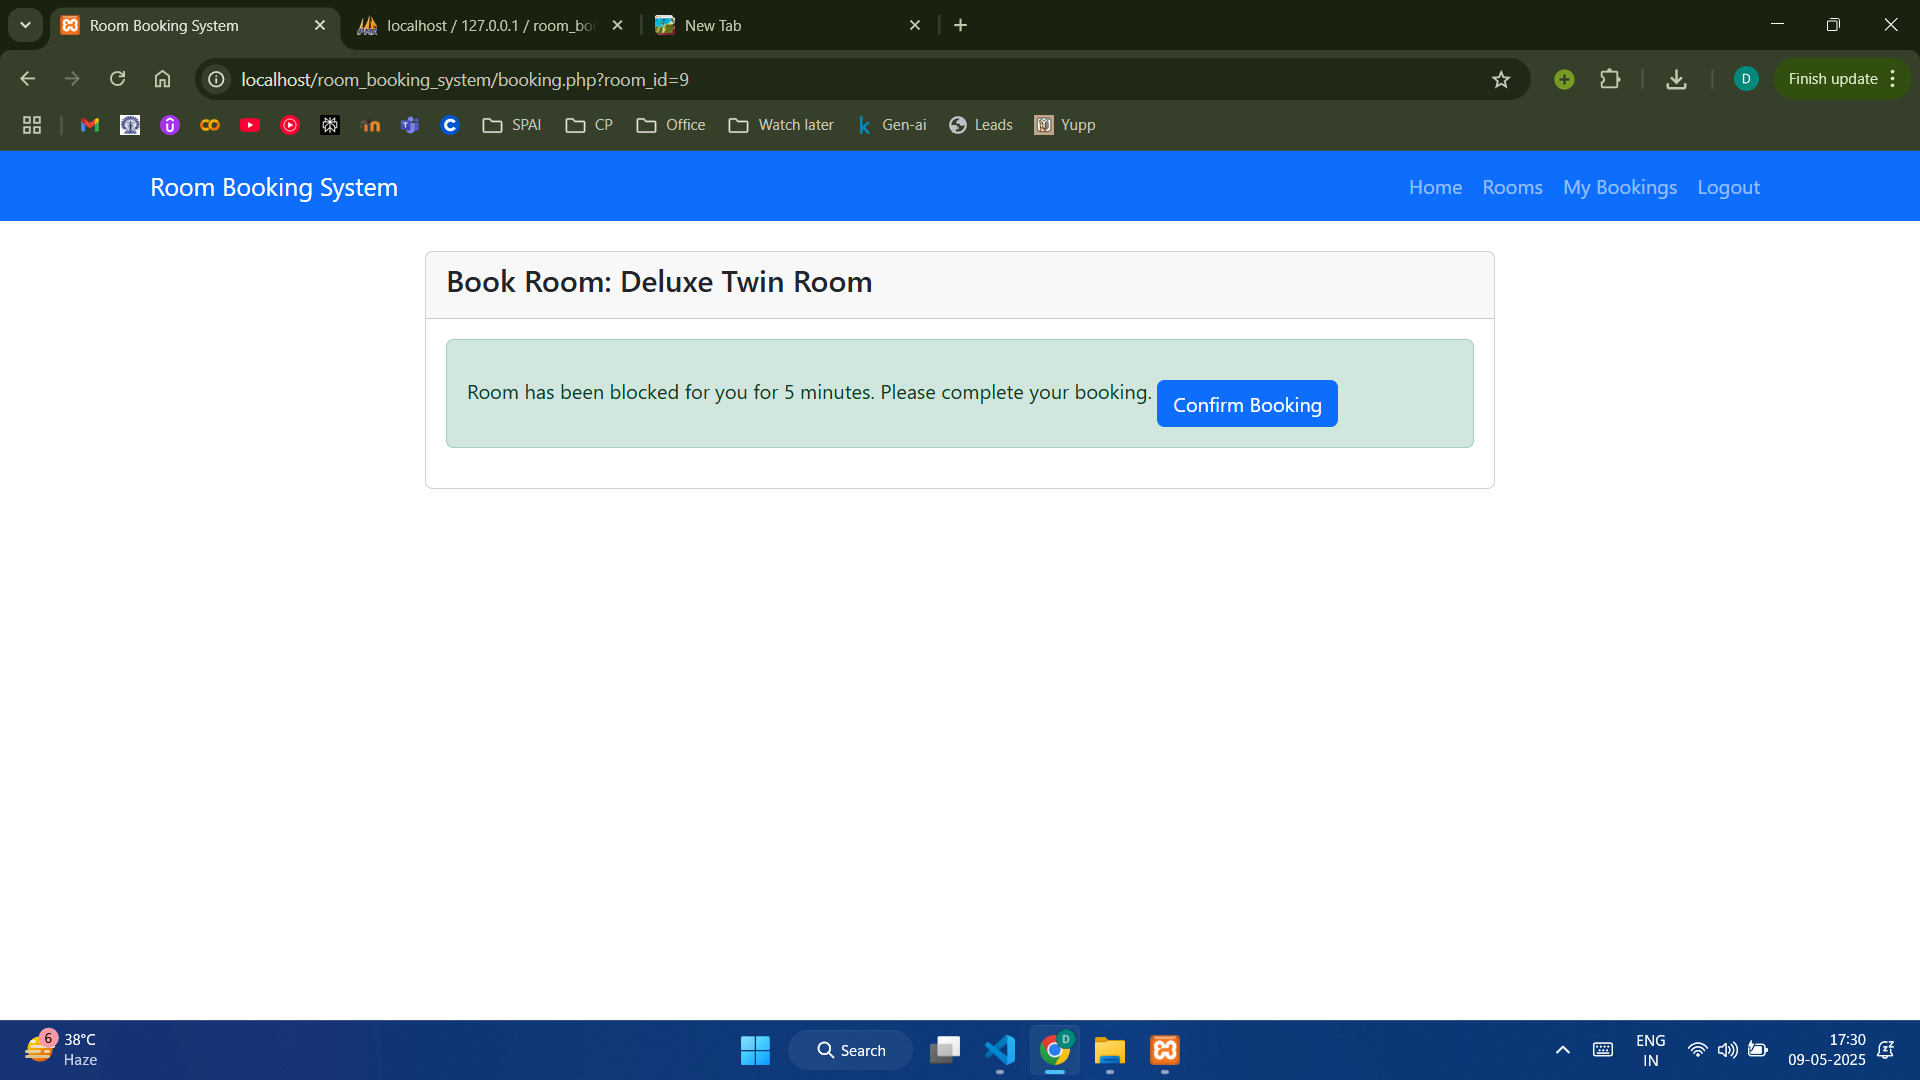 Room Booking System
localhost / 127.0.0.1 / room_boo
New Tab
localhost/room_booking_system/booking.php?room_id=9
D
Finish update
SPAI
CP
Office
Watch later
Gen-ai
Leads
Yupp
Room Booking System
Home
Rooms
My Bookings
Logout
Book Room: Deluxe Twin Room
Room has been blocked for you for 5 minutes. Please complete your booking.
Confirm Booking
6
38°C
Haze
Search
D
ENG
IN
17:30
09-05-2025